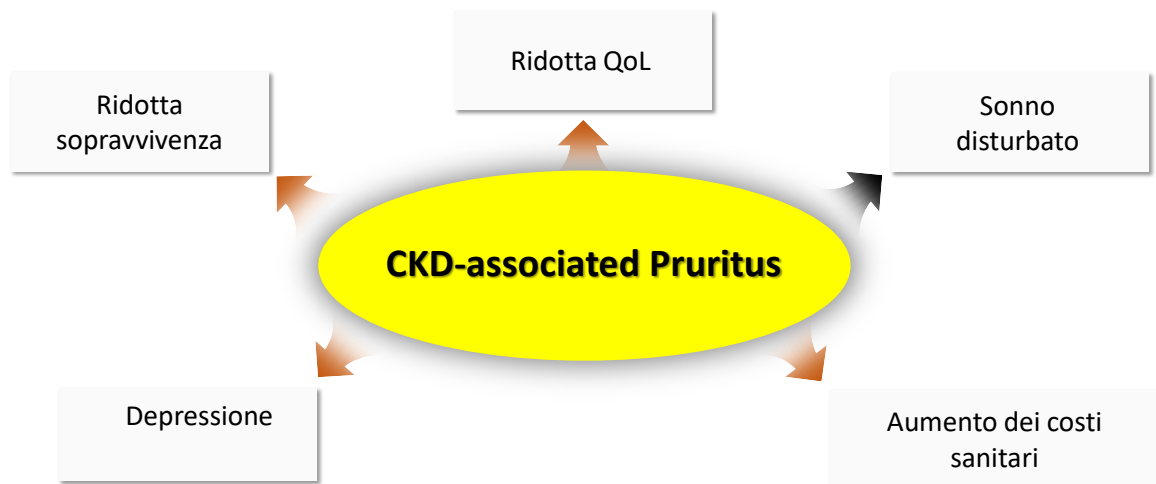 Ridotta QoL
Ridotta
sopravvivenza
Sonno
disturbato
CKD-associated Pruritus
Depressione
Aumento dei costi
sanitari